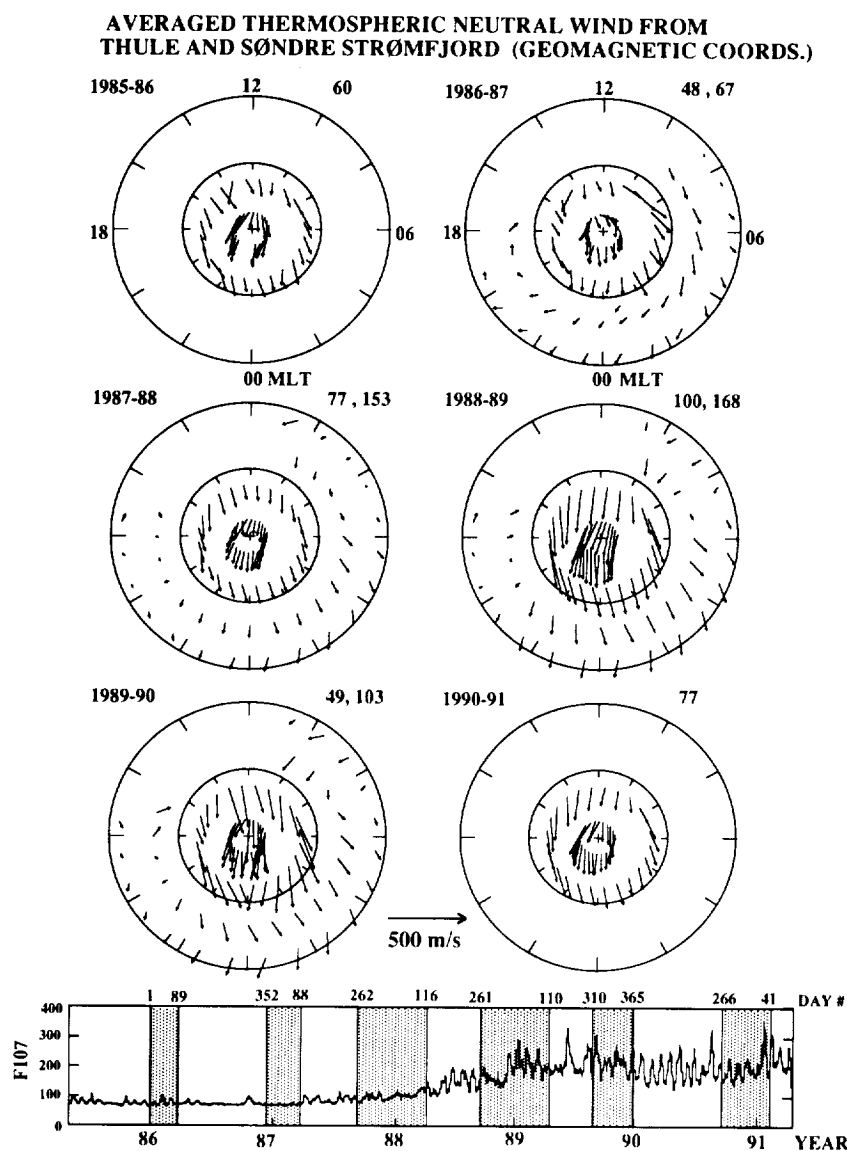 AVERAGED THERMOSPHERIC NEUTRAL WIND FROM
THULE AND SØNDRE STRØMFJORD (GEOMAGNETIC COORDS.)
1985-86 12 60 1986-87 12 48 , 67
18 06 18 06
00 MLT 00 MLT
1987-88 77 , 153 1988-89 100, 168
1989-90 49, 103 1990-91 77
500 m/s
1 89 352 88 262 116 261 110 310 365 266 41 DAY #
400
300
200
100
0
F107
86 87 88 89 90 91 YEAR